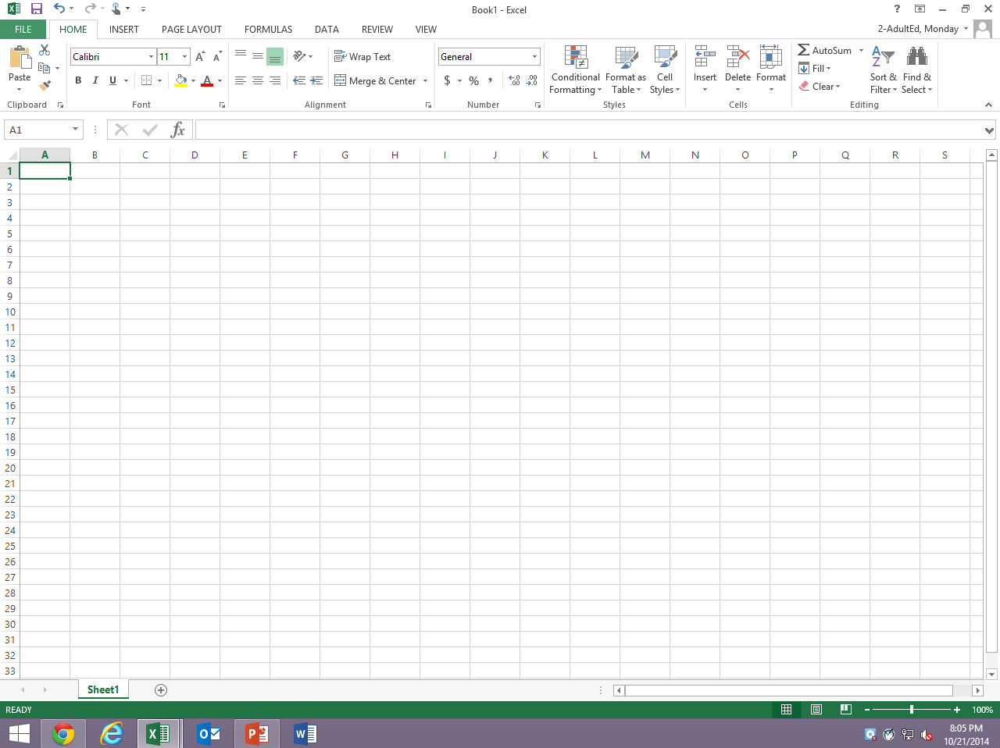 Book1 - Excel
?
FILE HOME INSERT PAGE LAYOUT FORMULAS DATA REVIEW VIEW 2-AdultEd, Monday
Paste
Clipboard
Calibri 11 A A
B I U A
Font
Wrap Text
Merge & Center
Alignment
General
$ % ,
.00 .0
Number
Conditional Formatting
Format as Table
Cell Styles
Styles
Insert Delete Format
Cells
AutoSum
Fill
Clear
Sort & Filter
Find & Select
Editing
A1 fx
A B C D E F G H I J K L M N O P Q R S
1
2
3
4
5
6
7
8
9
10
11
12
13
14
15
16
17
18
19
20
21
22
23
24
25
26
27
28
29
30
31
32
33
Sheet1
READY 100%
8:05 PM
10/21/2014